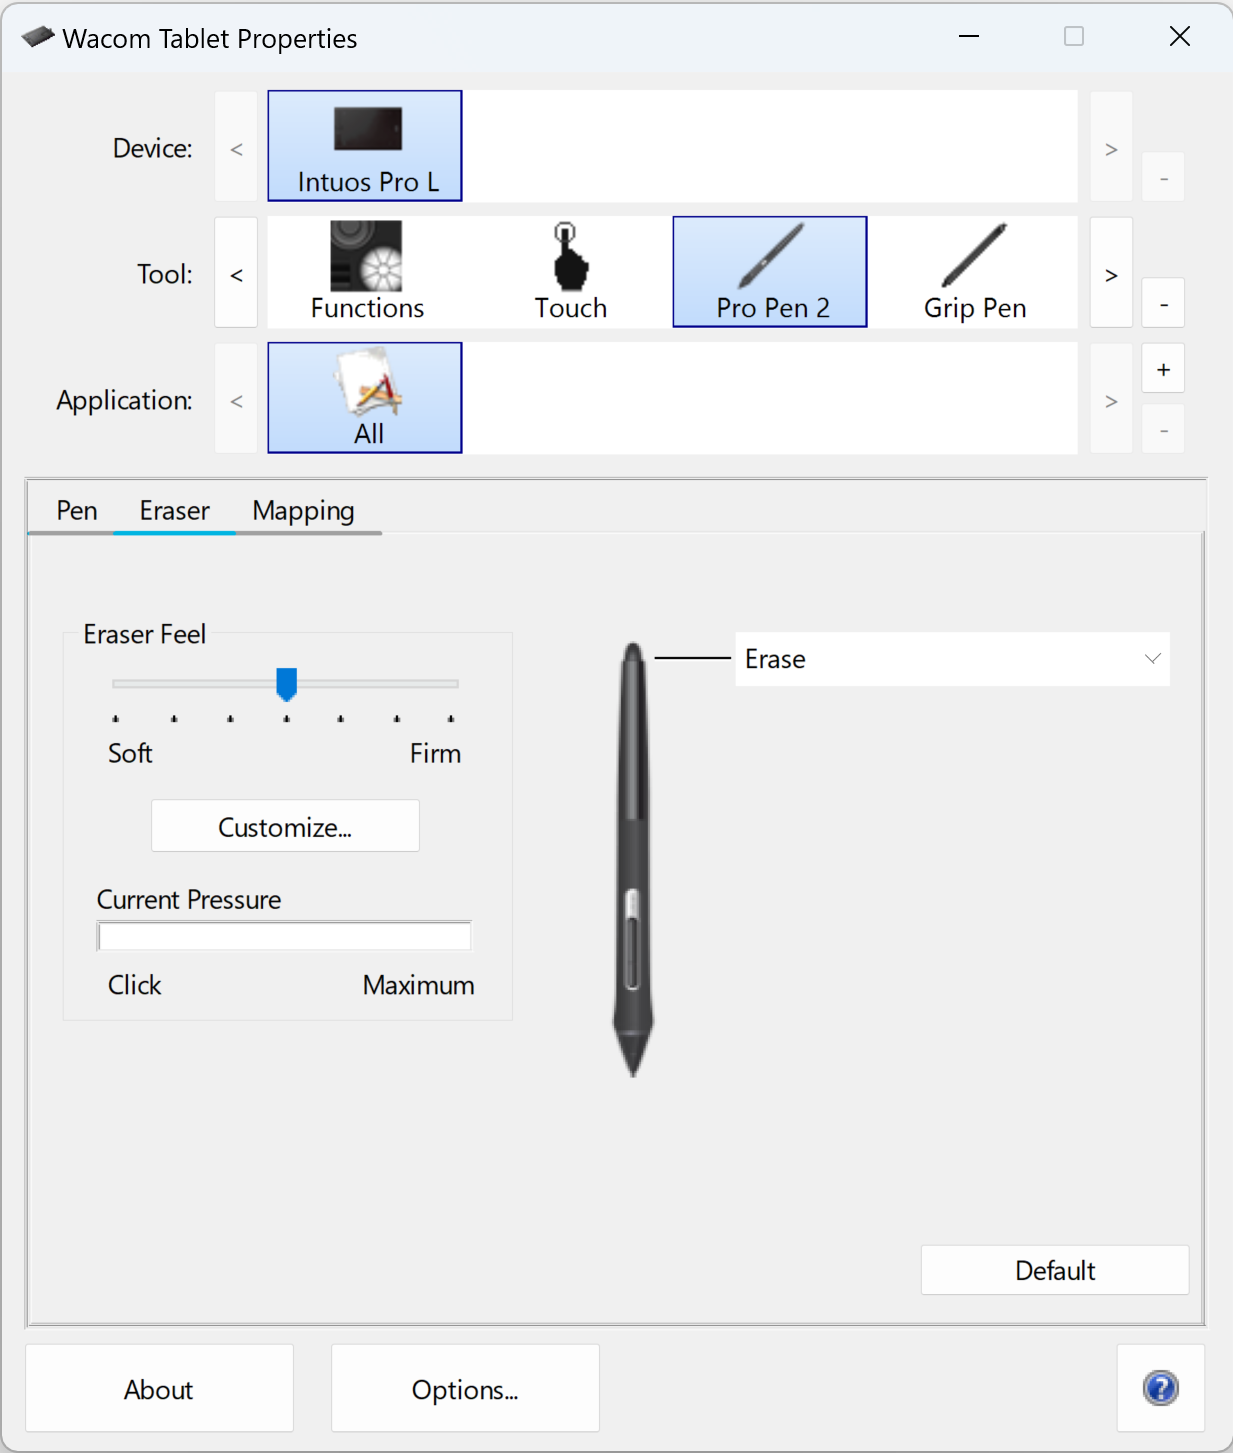 Wacom Tablet Properties
Device:
<
Intuos Pro L
>
-
Tool:
<
Functions
Touch
Pro Pen 2
Grip Pen
>
-
Application:
<
All
>
+
-
Pen
Eraser
Mapping
Eraser Feel
Soft
Firm
Customize...
Current Pressure
Click
Maximum
Erase
Default
About
Options...
?